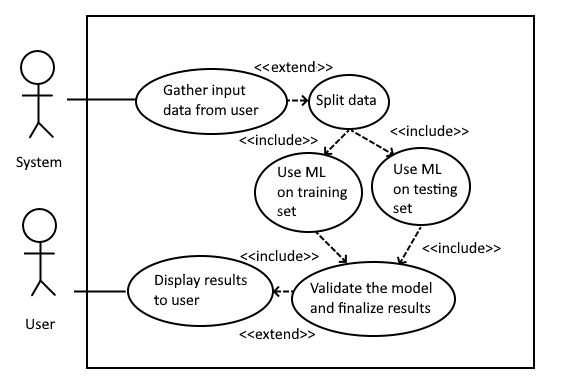 <<extend>>
Gather input
data from user
Split data
System
<<include>>
<<include>>
Use ML
on training
set
Use ML
on testing
set
<<include>>
<<include>>
Display results
to user
Validate the model
and finalize results
User
<<extend>>